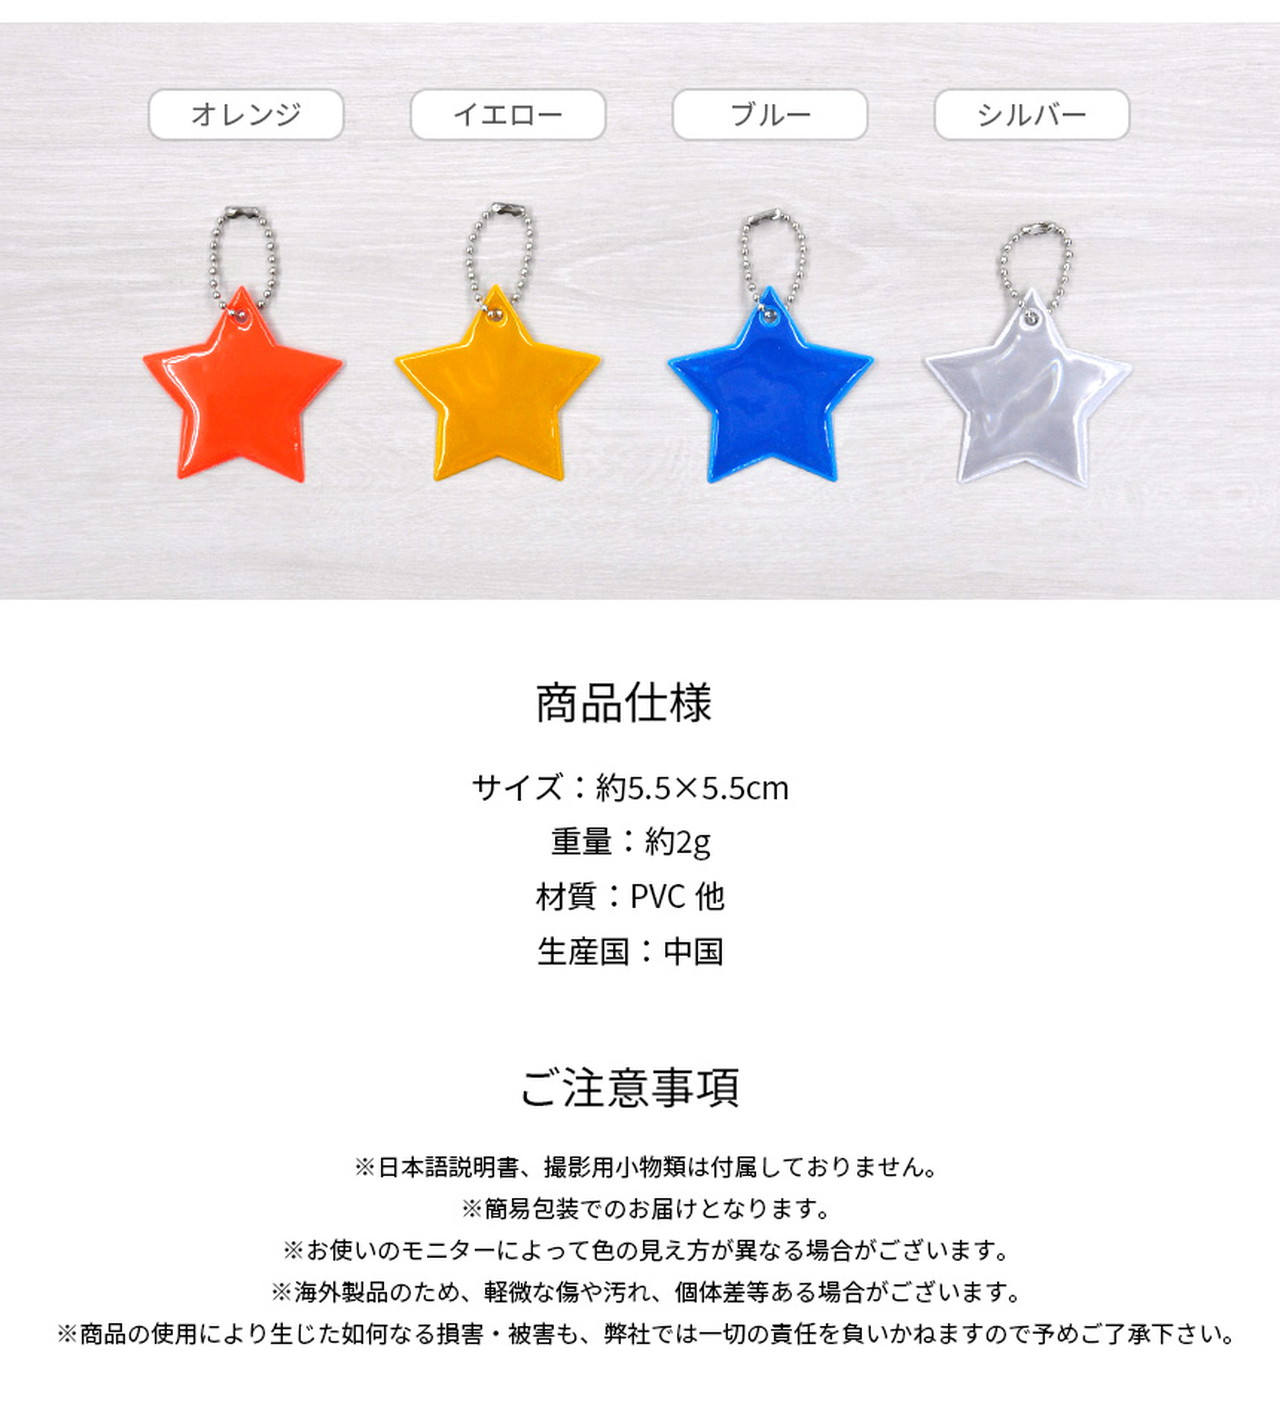 オレンジ
イエロー
ブルー
シルバー
商品仕様
サイズ：約5.5×5.5cm
重量：約2g
材質：PVC 他
生産国：中国
ご注意事項
※日本語説明書、撮影用小物類は付属しておりません。
※簡易包装でのお届けとなります。
※お使いのモニターによって色の見え方が異なる場合がございます。
※海外製品のため、軽微な傷や汚れ、個体差等ある場合がございます。
※商品の使用により生じた如何なる損害・被害も、弊社では一切の責任を負いかねますので予めご了承下さい。